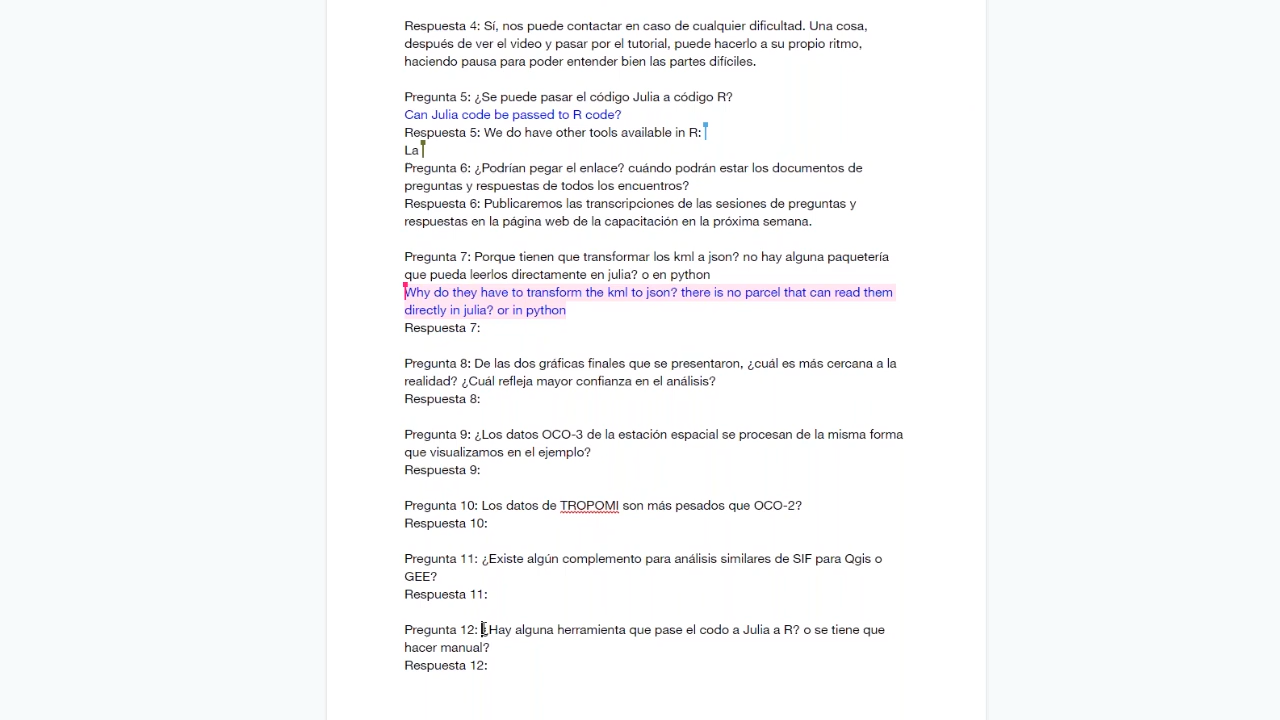 Respuesta 4: Sí, nos puede contactar en caso de cualquier dificultad. Una cosa,
después de ver el video y pasar por el tutorial, puede hacerlo a su propio ritmo,
haciendo pausa para poder entender bien las partes difíciles.
Pregunta 5: ¿Se puede pasar el código Julia a código R?
Can Julia code be passed to R code?
Respuesta 5: We do have other tools available in R:
La
Pregunta 6: ¿Podrían pegar el enlace? cuándo podrán estar los documentos de
preguntas y respuestas de todos los encuentros?
Respuesta 6: Publicaremos las transcripciones de las sesiones de preguntas y
respuestas en la página web de la capacitación en la próxima semana.
Pregunta 7: Porque tienen que transformar los kml a json? no hay alguna paquetería
que pueda leerlos directamente en julia? o en python
Why do they have to transform the kml to json? there is no parcel that can read them
directly in julia? or in python
Respuesta 7:
Pregunta 8: De las dos gráficas finales que se presentaron, ¿cuál es más cercana a la
realidad? ¿Cuál refleja mayor confianza en el análisis?
Respuesta 8:
Pregunta 9: ¿Los datos OCO-3 de la estación espacial se procesan de la misma forma
que visualizamos en el ejemplo?
Respuesta 9:
Pregunta 10: Los datos de TROPOMI son más pesados que OCO-2?
Respuesta 10:
Pregunta 11: ¿Existe algún complemento para análisis similares de SIF para Qgis o
GEE?
Respuesta 11:
Pregunta 12: ¿Hay alguna herramienta que pase el codo a Julia a R? o se tiene que
hacer manual?
Respuesta 12: